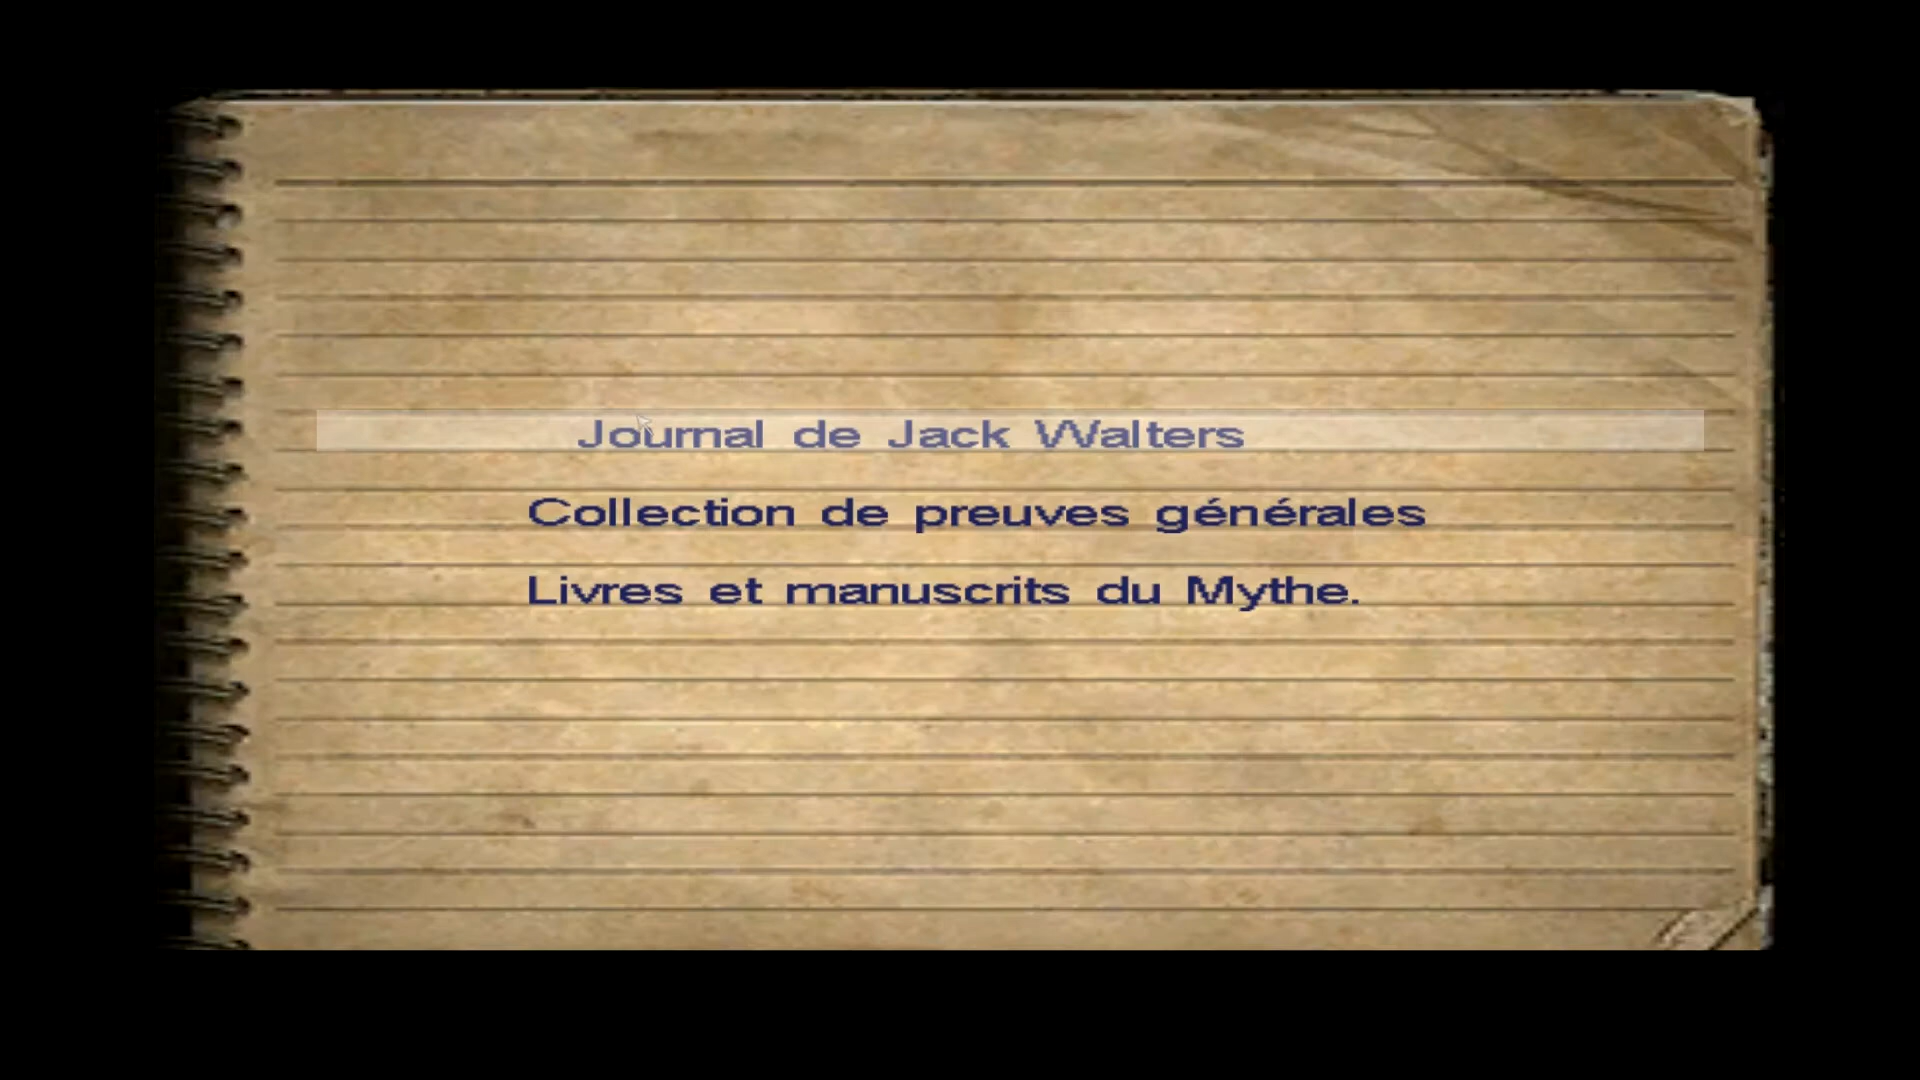 Journal de Jack Walters
Collection de preuves générales
Livres et manuscrits du Mythe.